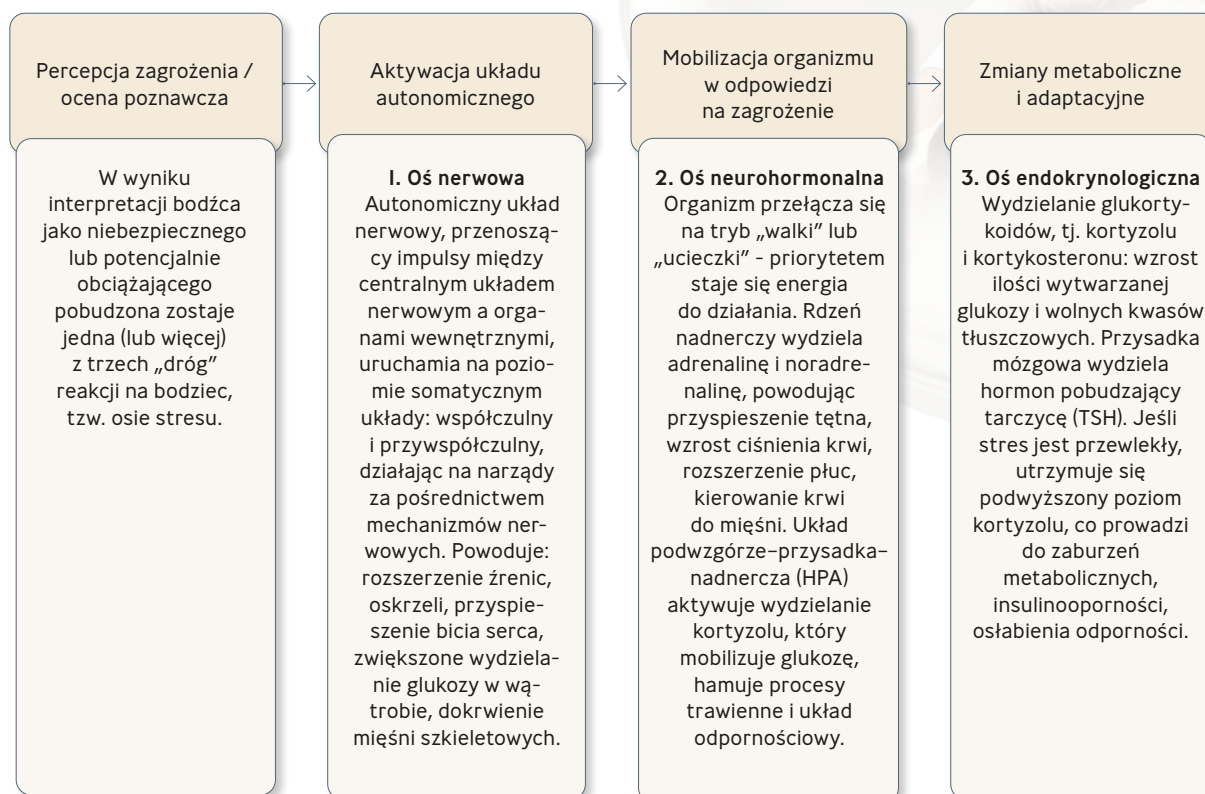 Percepcja zagrożenia /
ocena poznawcza
W wyniku
interpretacji bodźca
jako niebezpiecznego
lub potencjalnie
obciążającego
pobudzona zostaje
jedna (lub więcej)
z trzech „dróg”
reakcji na bodziec,
tzw. osie stresu.
Aktywacja układu
autonomicznego
1. Oś nerwowa
Autonomiczny układ
nerwowy, przenoszą-
cy impulsy między
centralnym układem
nerwowym a orga-
nami wewnętrznymi,
uruchamia na pozio-
mie somatycznym
układy: współczulny
i przywspółczulny,
działając na narządy
za pośrednictwem
mechanizmów ner-
wowych. Powoduje:
rozszerzenie źrenic,
oskrzeli, przyspie-
szenie bicia serca,
zwiększone wydziela-
nie glukozy w wą-
trobie, dokrwienie
mięśni szkieletowych.
Mobilizacja organizmu
w odpowiedzi
na zagrożenie
2. Oś neurohormonalna
Organizm przełącza się
na tryb „walki” lub
„ucieczki” - priorytetem
staje się energia
do działania. Rdzeń
nadnerczy wydziela
adrenalinę i noradre-
nalinę, powodując
przyspieszenie tętna,
wzrost ciśnienia krwi,
rozszerzenie płuc,
kierowanie krwi
do mięśni. Układ
podwzgórze–przysadka–
nadnercza (HPA)
aktywuje wydzielanie
kortyzolu, który
mobilizuje glukozę,
hamuje procesy
trawienne i układ
odpornościowy.
Zmiany metaboliczne
i adaptacyjne
3. Oś endokrynologiczna
Wydzielanie glukorty-
koidów, tj. kortyzolu
i kortykosteronu: wzrost
ilości wytwarzanej
glukozy i wolnych kwasów
tłuszczowych. Przysadka
mózgowa wydziela
hormon pobudzający
tarczycę (TSH). Jeśli
stres jest przewlekły,
utrzymuje się
podwyższony poziom
kortyzolu, co prowadzi
do zaburzeń
metabolicznych,
insulinooporności,
osłabienia odporności.